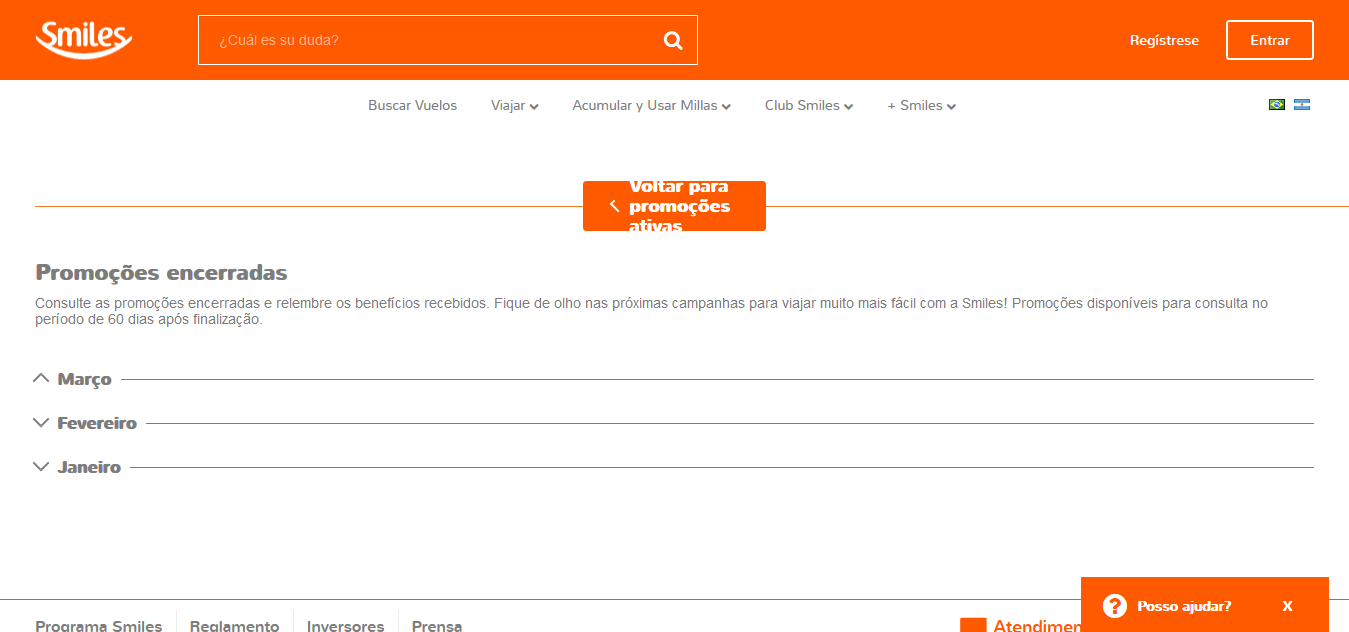 Smiles
¿Cuál es su duda?
Regístrese
Entrar
Buscar Vuelos
Viajar
Acumular y Usar Millas
Club Smiles
+ Smiles
Voltar para
promoções
ativas
Promoções encerradas
Consulte as promoções encerradas e relembre os benefícios recebidos. Fique de olho nas próximas campanhas para viajar muito mais fácil com a Smiles! Promoções disponíveis para consulta no
período de 60 dias após finalização.
Março
Fevereiro
Janeiro
Programa Smiles
Reglamento
Inversores
Prensa
Atendimen
? Posso ajudar? X